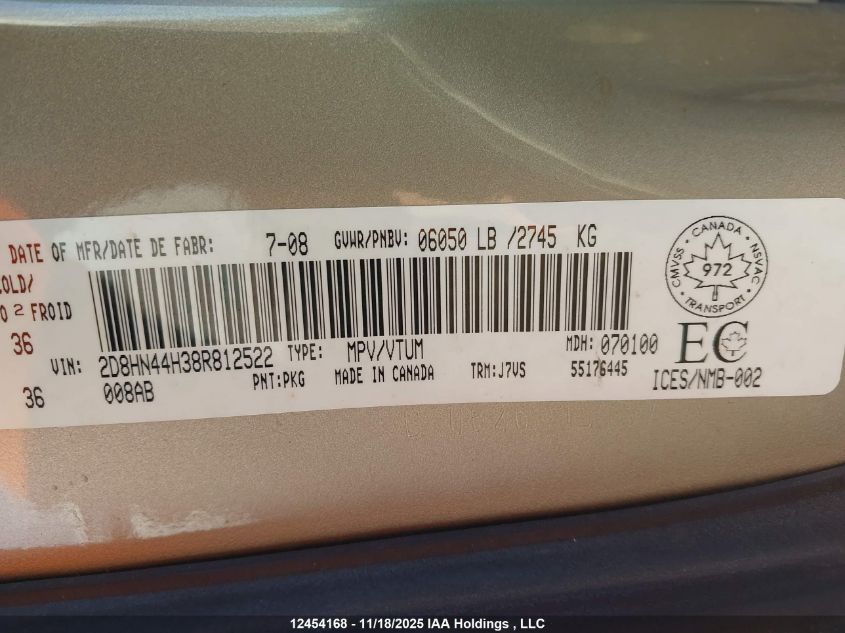 DATE OF MFR/DATE DE FABR: 7-08 GVWR/PNBV: 06050 LB /2745 KG
COLD/
O 2 FROID
36
VIN: 2D8HN44H38R812522 TYPE: MPV/VTUM MDH: 070100
36 008AB PNT:PKG MADE IN CANADA TRM:J7VS 55176445
CANADA
CMVSS · NSVAC
972
TRANSPORT
EC
ICES/NMB-002
12454168 - 11/18/2025 IAA Holdings , LLC